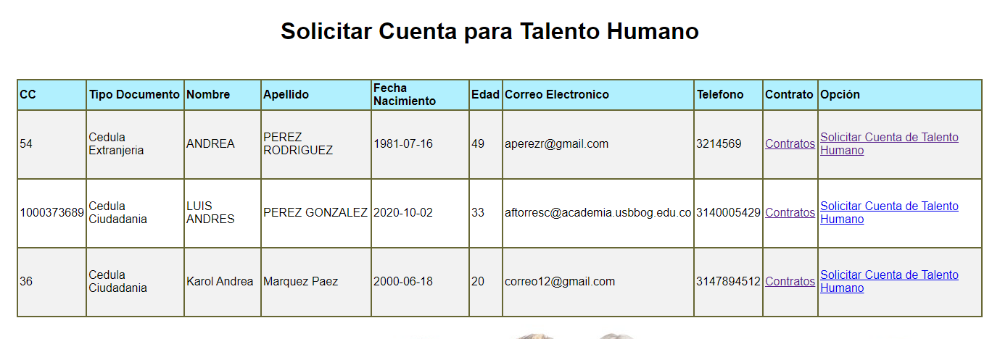 Solicitar Cuenta para Talento Humano
CC Tipo Documento Nombre Apellido Fecha Nacimiento Edad Correo Electronico Telefono Contrato Opción
54 Cedula Extranjeria ANDREA PEREZ RODRIGUEZ 1981-07-16 49 aperezr@gmail.com 3214569 Contratos Solicitar Cuenta de Talento Humano
1000373689 Cedula Ciudadania LUIS ANDRES PEREZ GONZALEZ 2020-10-02 33 aftorresc@academia.usbbog.edu.co 3140005429 Contratos Solicitar Cuenta de Talento Humano
36 Cedula Ciudadania Karol Andrea Marquez Paez 2000-06-18 20 correo12@gmail.com 3147894512 Contratos Solicitar Cuenta de Talento Humano